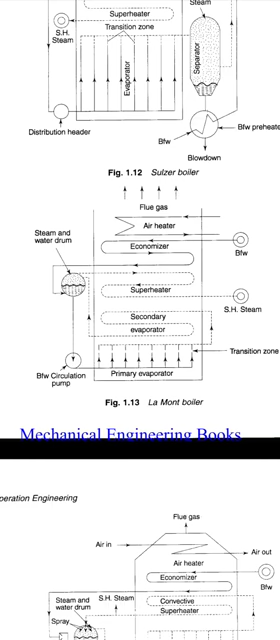 Steam
Superheater
S.H.
Steam
Transition zone
Evaporator
Separator
Distribution header
Bfw
Bfw preheate
Blowdown
Fig. 1.12 Sulzer boiler
Flue gas
Air heater
Economizer
Bfw
Steam and
water drum
Superheater
S.H. Steam
Secondary
evaporator
Transition zone
Bfw Circulation
pump
Primary evaporator
Fig. 1.13 La Mont boiler
Mechanical Engineering Books
peration Engineering
Flue gas
Air in
Air out
Air heater
Economizer
Bfw
Steam and
water drum
S.H. Steam
Convective
Superheater
Spray